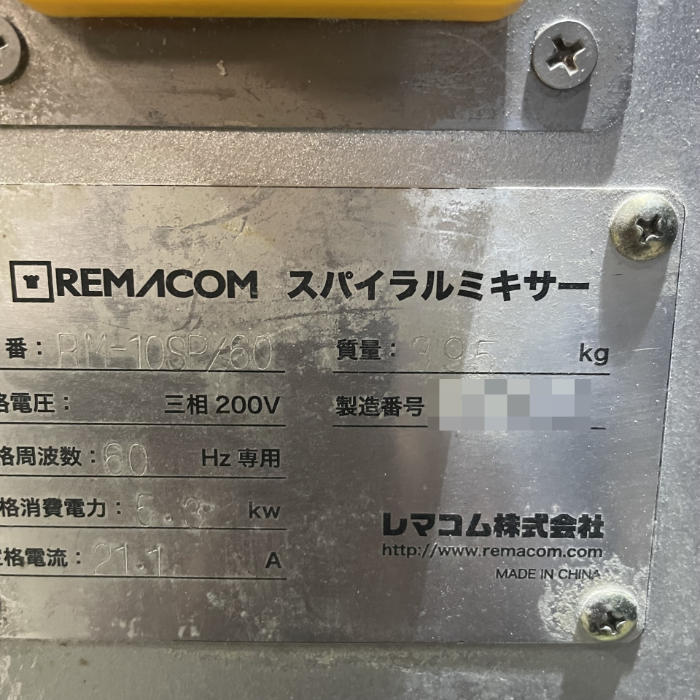 REMACOM スパイラルミキサー
番: RM-10SP/60 質量: 395 kg
格電圧: 三相 200V 製造番号
格周波数: 60 Hz 専用
格消費電力: kw
定格電流: 21.1 A
レマコム株式会社
http://www.remacom.com
MADE IN CHINA